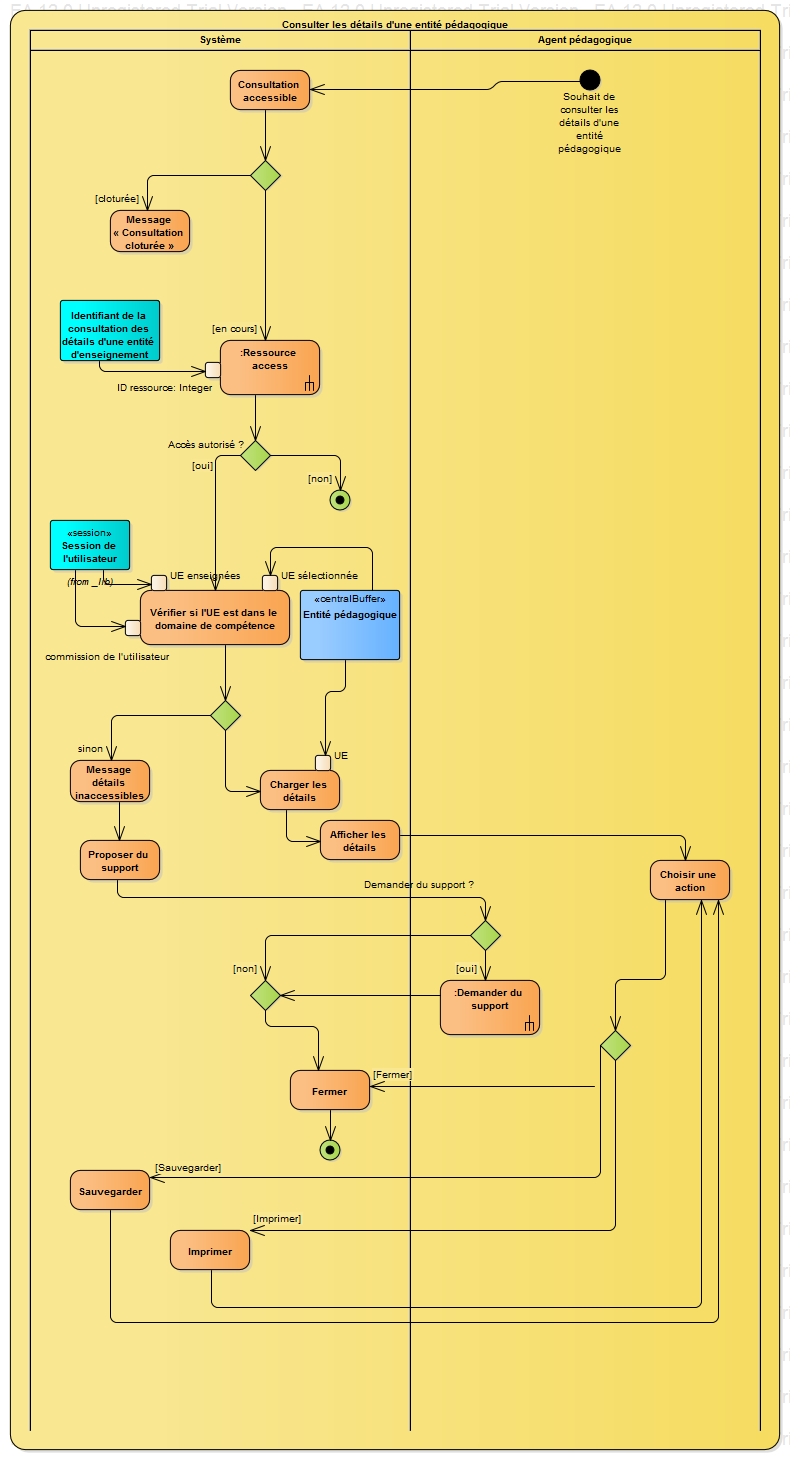 EA 13.0 Unregistered Trial Version EA 13.0 Unregistered Trial Version EA 13.0 Unregistered Tri
Consulter les détails d'une entité pédagogique
Système
Agent pédagogique
Consultation
accessible
Souhait de
consulter les
détails d'une
entité
pédagogique
[cloturée]
Message
« Consultation
cloturée »
Identifiant de la
consultation des
détails d'une entité
d'enseignement
[en cours]
:Ressource
access
ID ressource: Integer
Accès autorisé ?
[oui]
[non]
«session»
Session de
l'utilisateur
(from _lib)
UE enseignées
UE sélectionnée
«centralBuffer»
Entité pédagogique
Vérifier si l'UE est dans le
domaine de compétence
commission de l'utilisateur
sinon
UE
Message
détails
inaccessibles
Charger les
détails
Afficher les
détails
Proposer du
support
Choisir une
action
Demander du support ?
[non]
[oui]
:Demander du
support
[Fermer]
Fermer
[Sauvegarder]
Sauvegarder
[Imprimer]
Imprimer